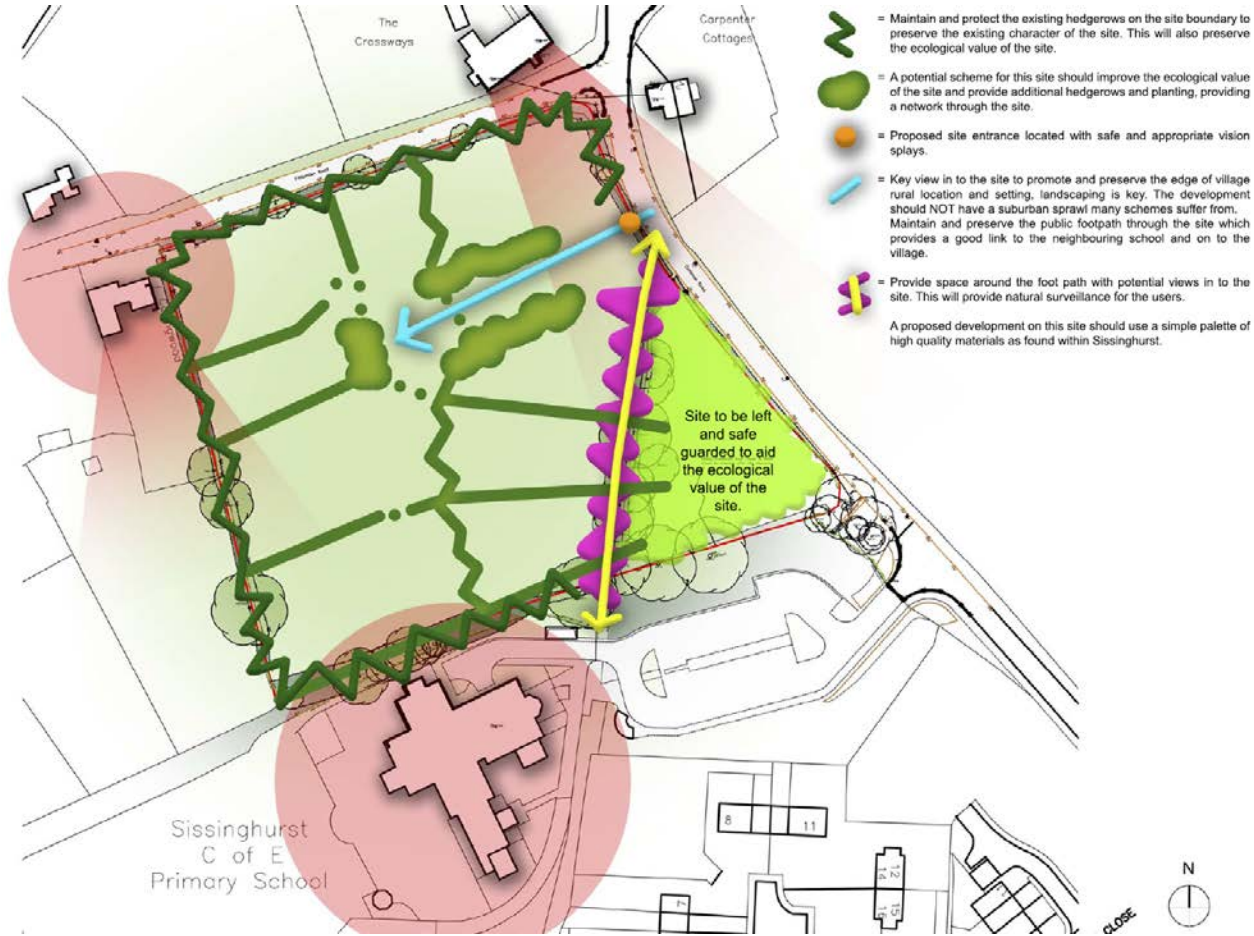 The
Crossways
Carpenter
Cottages
= Maintain and protect the existing hedgerows on the site boundary to
preserve the existing character of the site. This will also preserve
the ecological value of the site.
= A potential scheme for this site should improve the ecological value
of the site and provide additional hedgerows and planting, providing
a network through the site.
= Proposed site entrance located with safe and appropriate vision
splays.
= Key view in to the site to promote and preserve the edge of village
rural location and setting, landscaping is key. The development
should NOT have a suburban sprawl many schemes suffer from.
Maintain and preserve the public footpath through the site which
provides a good link to the neighbouring school and on to the
village.
= Provide space around the foot path with potential views in to the
site. This will provide natural surveillance for the users.
A proposed development on this site should use a simple palette of
high quality materials as found within Sissinghurst.
Site to be left
and safe
guarded to aid
the ecological
value of the
site.
Sissinghurst
C of E
Primary School
8
11
12
14
15
16
7
N
CLOSE